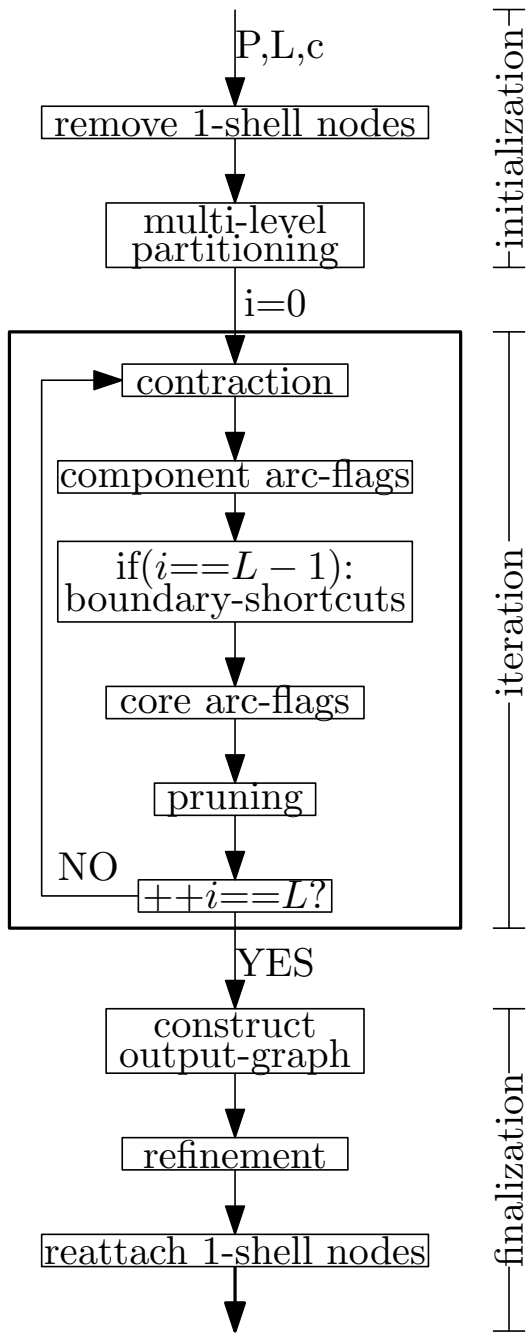 P,L,c
remove 1-shell nodes
multi-level
partitioning
initialization
i=0
contraction
component arc-flags
if(i==L − 1):
boundary-shortcuts
core arc-flags
pruning
NO
++i==L?
iteration
YES
construct
output-graph
refinement
reattach 1-shell nodes
finalization